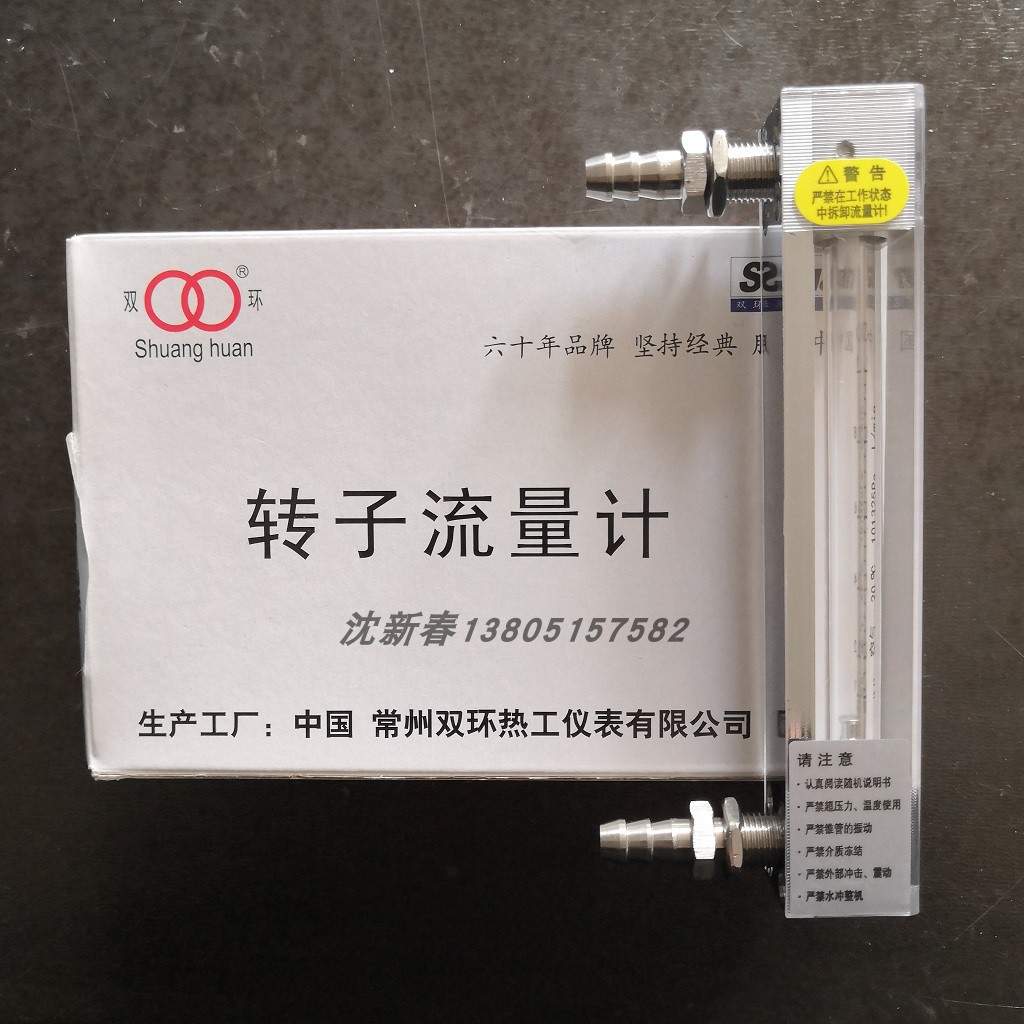 双 ® 环
Shuang huan
六十年品牌 坚持经典
转子流量计
沈新春13805157582
生产工厂：中国 常州双环热工仪表有限公司
⚠ 警告
严禁在工作状态
中拆卸流量计!
20 ℃ 101325Pa l/min
请注意
· 认真阅读随机说明书
· 严禁超压力、温度使用
· 严禁锥管的振动
· 严禁介质冻结
· 严禁外部冲击、震动
· 严禁水冲整机